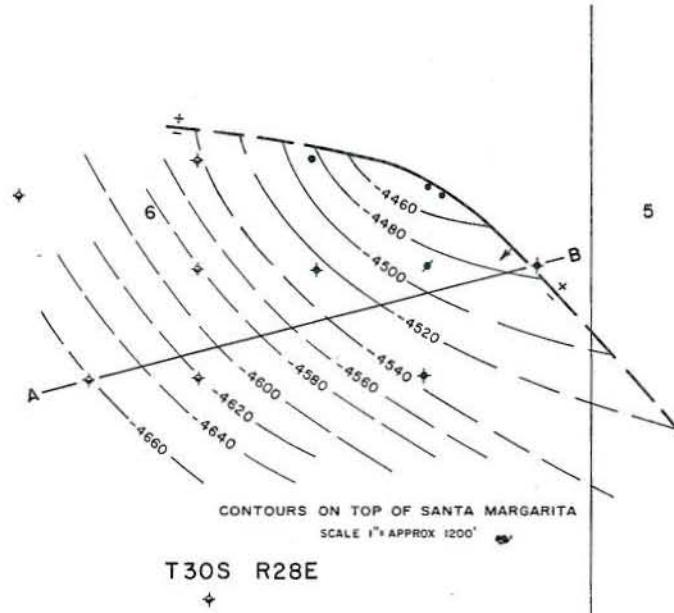 +
-
6
5
-4460
-4480
B
-4500
x
-
-4520
-4540
-4560
-4580
-4600
A
-4620
-4640
-4660
CONTOURS ON TOP OF SANTA MARGARITA
SCALE 1"= APPROX 1200'
T30S R28E